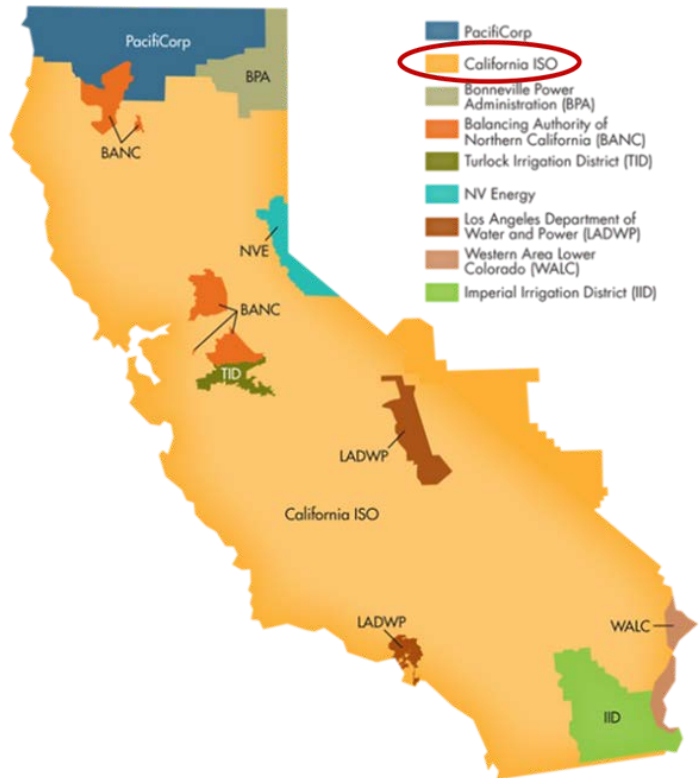 PacifiCorp
BPA
BANC
NVE
BANC
TID
LADWP
California ISO
LADWP
WALC
IID
PacifiCorp
California ISO
Bonneville Power
Administration (BPA)
Balancing Authority of
Northern California (BANC)
Turlock Irrigation District (TID)
NV Energy
Los Angeles Department of
Water and Power (LADWP)
Western Area Lower
Colorado (WALC)
Imperial Irrigation District (IID)